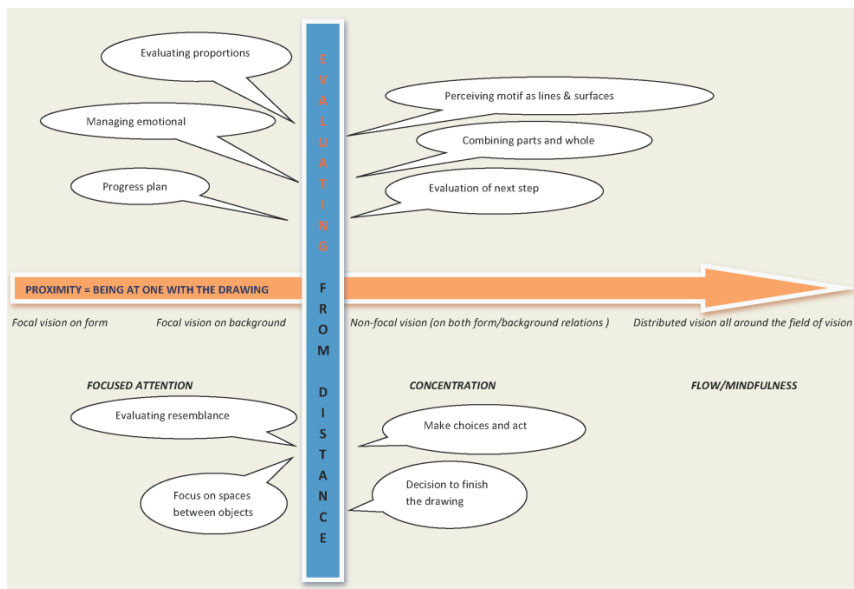 Evaluating proportions
Managing emotional
Progress plan
EVALUATING FROM DISTANCE
Perceiving motif as lines & surfaces
Combining parts and whole
Evaluation of next step
PROXIMITY = BEING AT ONE WITH THE DRAWING
Focal vision on form
Focal vision on background
Non-focal vision (on both form/background relations )
Distributed vision all around the field of vision
FOCUSED ATTENTION
CONCENTRATION
FLOW/MINDFULNESS
Evaluating resemblance
Make choices and act
Focus on spaces
between objects
Decision to finish
the drawing